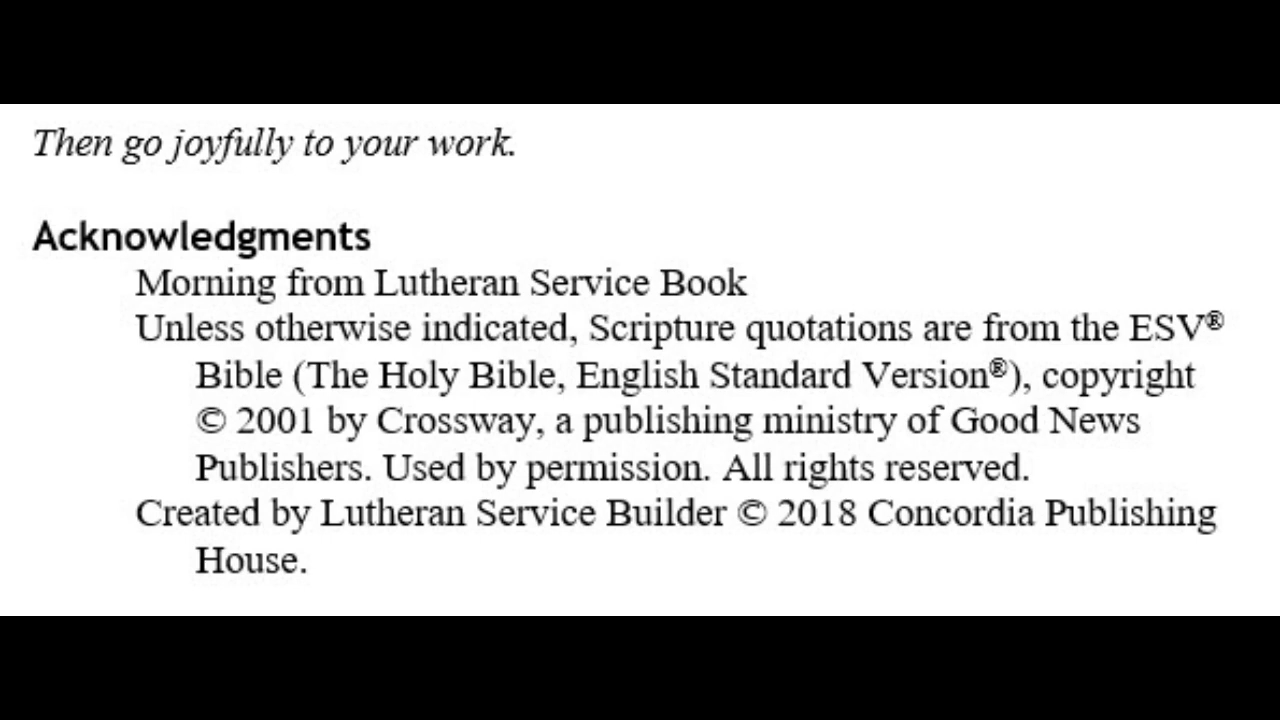 Then go joyfully to your work.
Acknowledgments
Morning from Lutheran Service Book
Unless otherwise indicated, Scripture quotations are from the ESV®
Bible (The Holy Bible, English Standard Version®), copyright
© 2001 by Crossway, a publishing ministry of Good News
Publishers. Used by permission. All rights reserved.
Created by Lutheran Service Builder © 2018 Concordia Publishing
House.